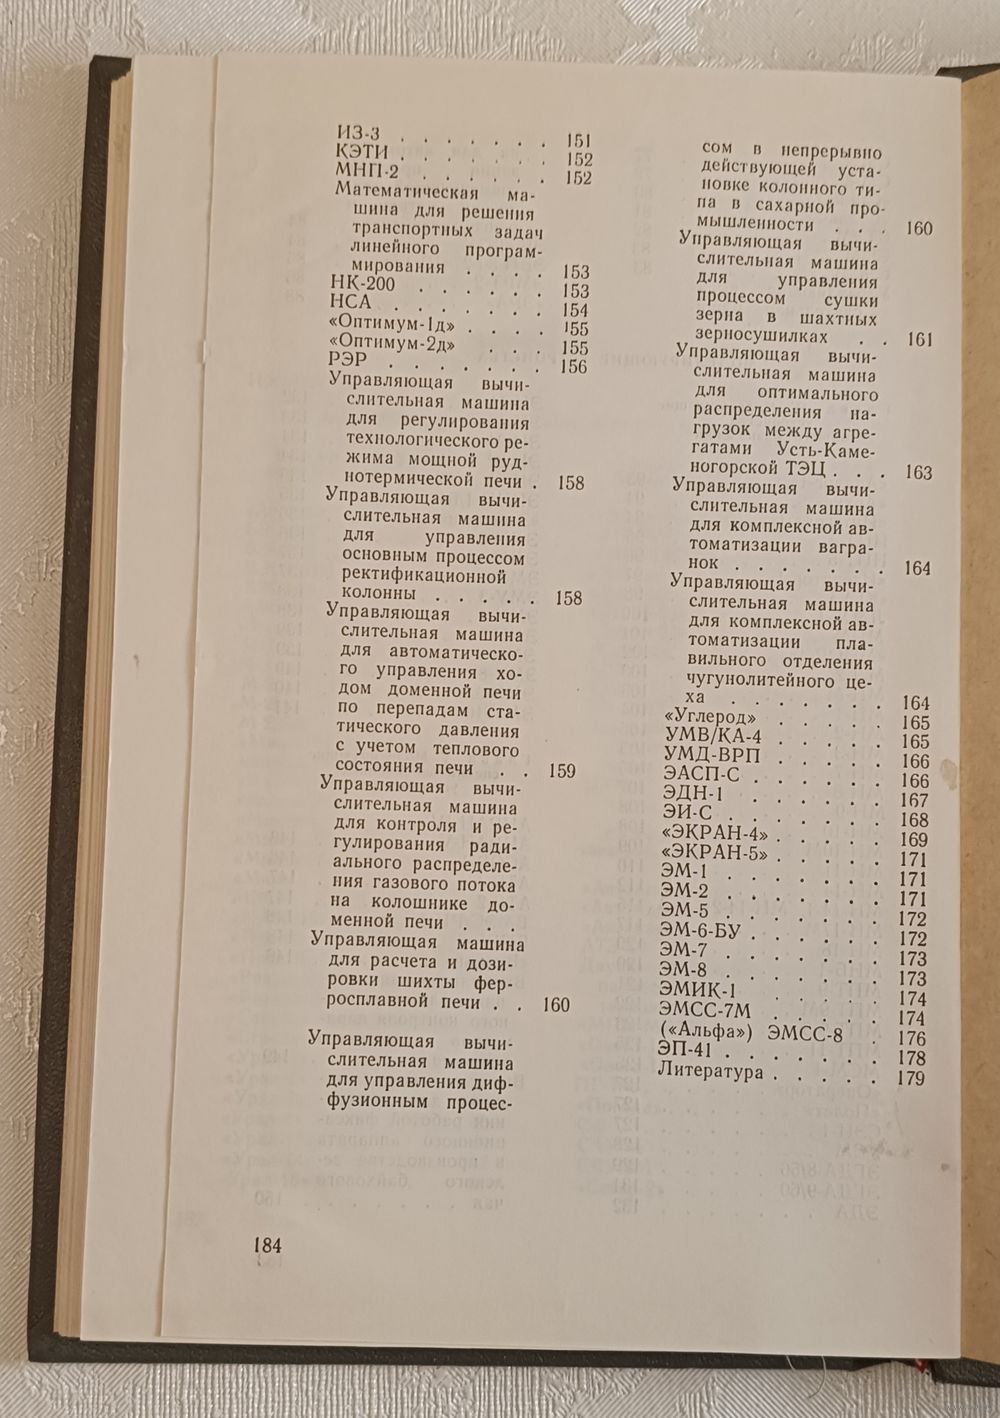 ИЗ-3 . . . . . . . 151
КЭТИ . . . . . . . 152
МНП-2 . . . . . . 152
Математическая ма-
шина для решения
транспортных задач
линейного програм-
мирования . . . . 153
НК-200 . . . . . . 153
НСА . . . . . . . 154
«Оптимум-1д» . . . . 155
«Оптимум-2д» . . . 155
РЭР . . . . . . . 156
Управляющая вычи-
слительная машина
для регулирования
технологического ре-
жима мощной руд-
нотермической печи . 158
Управляющая вычи-
слительная машина
для управления
основным процессом
ректификационной
колонны . . . . . 158
Управляющая вычи-
слительная машина
для автоматическо-
го управления хо-
дом доменной печи
по перепадам ста-
тического давления
с учетом теплового
состояния печи . . 159
Управляющая вычи-
слительная машина
для контроля и ре-
гулирования ради-
ального распределе-
ния газового потока
на колошнике до-
менной печи . . .
Управляющая машина
для расчета и дози-
ровки шихты фер-
росплавной печи . . 160
Управляющая вычи-
слительная машина
для управления диф-
фузионным процес-
сом в непрерывно
действующей уста-
новке колонного ти-
па в сахарной про-
мышленности . . . 160
Управляющая вычи-
слительная машина
для управления
процессом сушки
зерна в шахтных
зерносушилках . . 161
Управляющая вычи-
слительная машина
для оптимального
распределения на-
грузок между агре-
гатами Усть-Каме-
ногорской ТЭЦ . . . 163
Управляющая вычи-
слительная машина
для комплексной ав-
томатизации вагра-
нок . . . . . . . 164
Управляющая вычи-
слительная машина
для комплексной ав-
томатизации пла-
вильного отделения
чугунолитейного це-
ха . . . . . . . 164
«Углерод» . . . . . 165
УМВ/КА-4 . . . . . 165
УМД-ВРП . . . . . 166
ЭАСП-С . . . . . . 166
ЭДН-1 . . . . . . 167
ЭИ-С . . . . . . . 168
«ЭКРАН-4» . . . . . 169
«ЭКРАН-5» . . . . . 171
ЭМ-1 . . . . . . . 171
ЭМ-2 . . . . . . . 171
ЭМ-5 . . . . . . . 172
ЭМ-6-БУ . . . . . . 172
ЭМ-7 . . . . . . . 173
ЭМ-8 . . . . . . . 173
ЭМИК-1 . . . . . . 174
ЭМСС-7М . . . . . 174
(«Альфа») ЭМСС-8 . 176
ЭП-41 . . . . . . . 178
Литература . . . . . 179
184